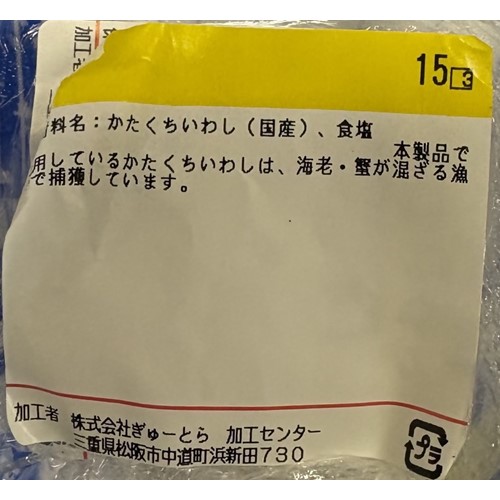 加工者
15 3
料名：かたくちいわし（国産）、食塩
本製品で
用しているかたくちいわしは、海老・蟹が混ざる漁
で捕獲しています。
加工者 株式会社ぎゅーとら 加工センター
三重県松阪市中道町浜新田730
プラ